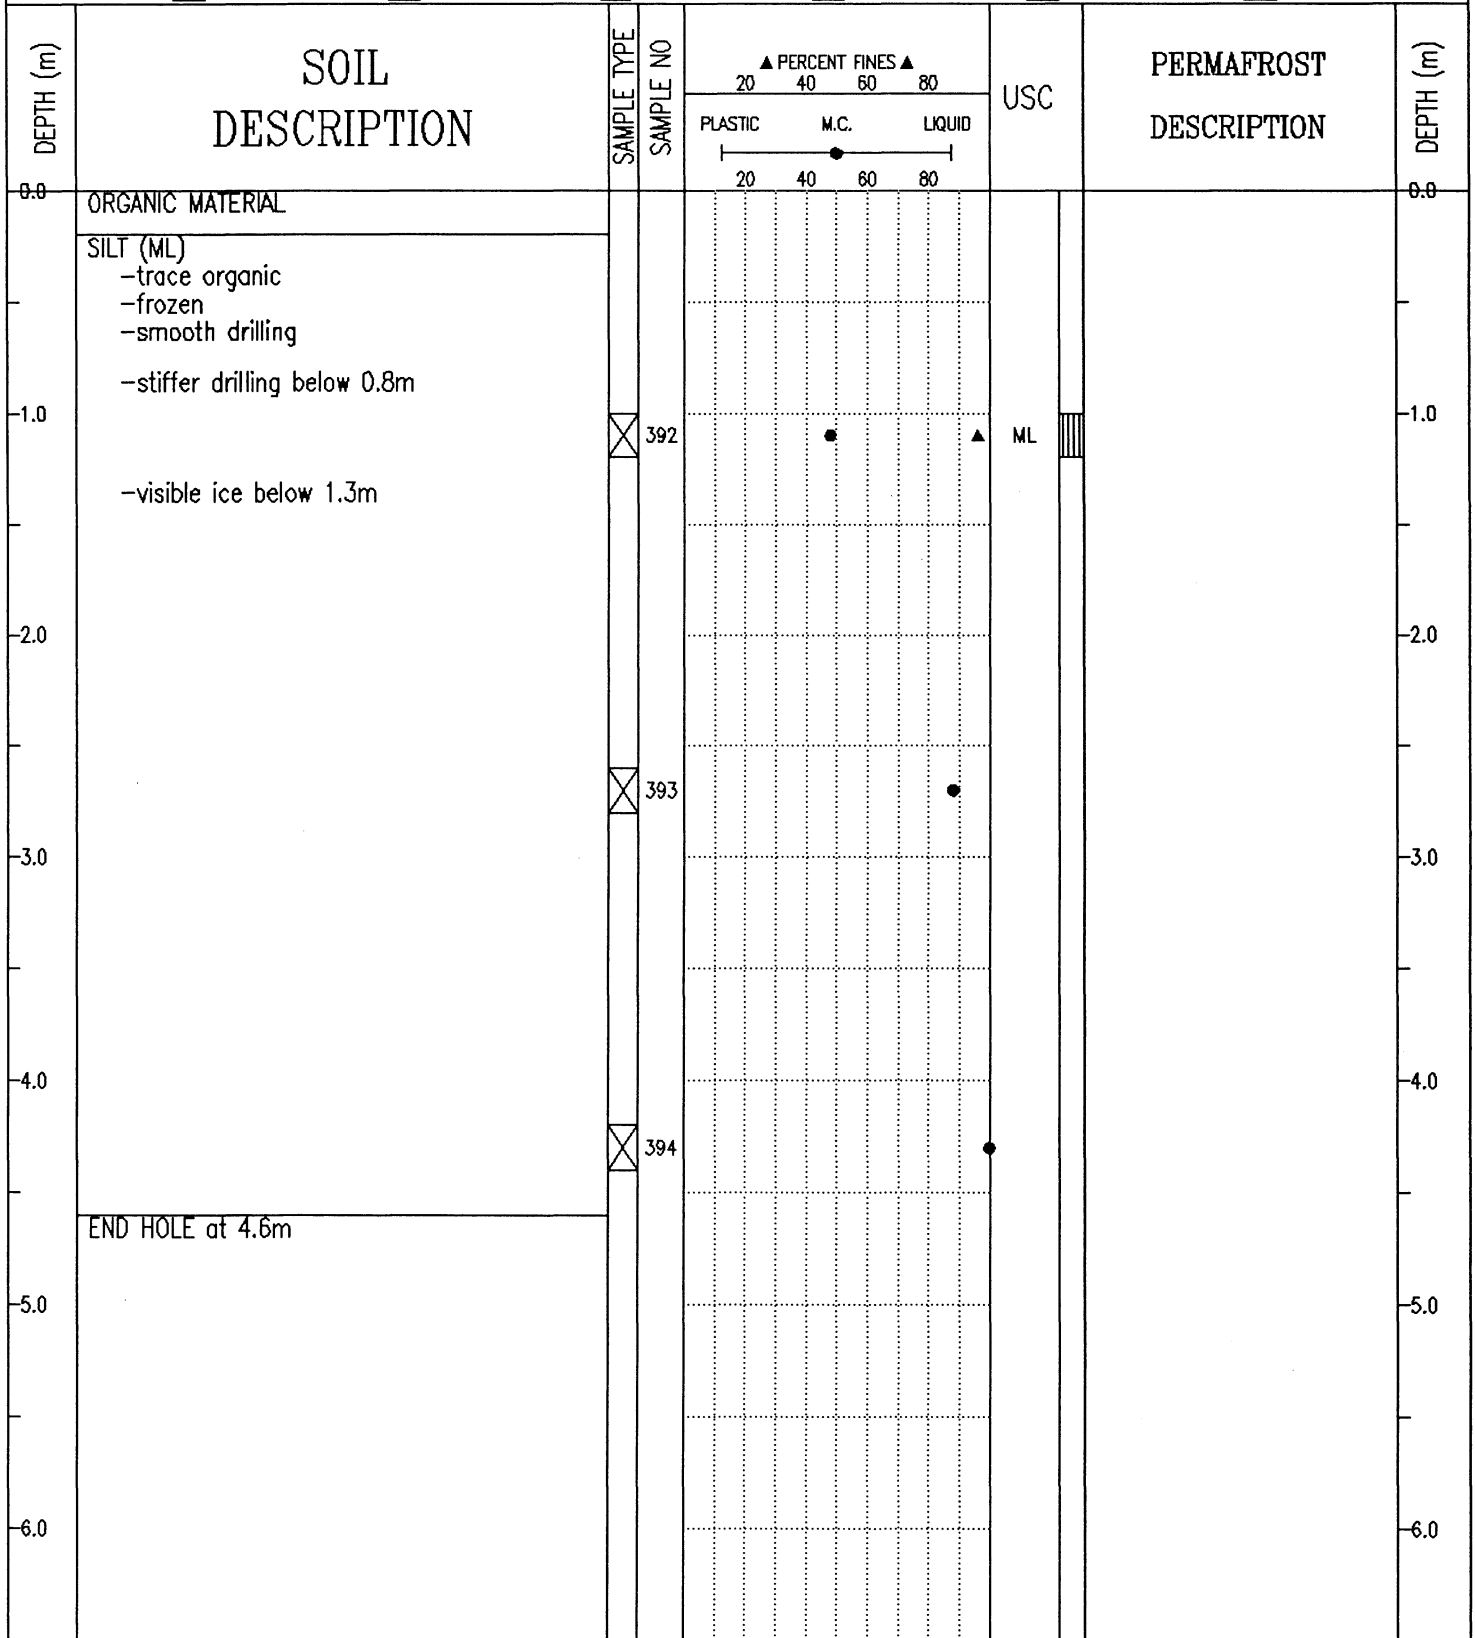 DEPTH (m)
SOIL
DESCRIPTION
SAMPLE TYPE
SAMPLE NO
▲ PERCENT FINES ▲
20 40 60 80
PLASTIC M.C. LIQUID
20 40 60 80
USC
PERMAFROST
DESCRIPTION
DEPTH (m)
0.0 0.0
ORGANIC MATERIAL
SILT (ML)
-trace organic
-frozen
-smooth drilling
-stiffer drilling below 0.8m
1.0 1.0
392 ML
-visible ice below 1.3m
2.0 2.0
393
3.0 3.0
4.0 4.0
394
END HOLE at 4.6m
5.0 5.0
6.0 6.0